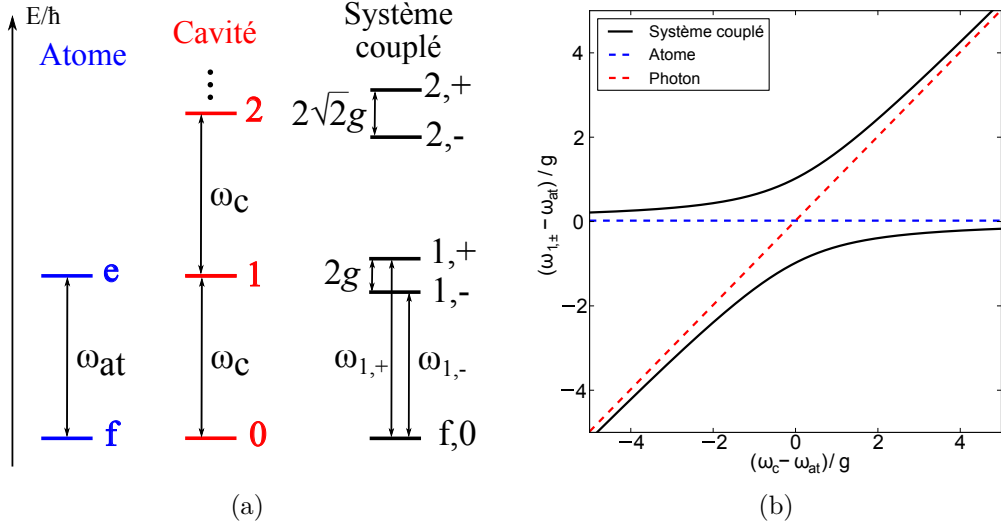 E/ħ
Atome
Cavité
Système
couplé
2
2,+
2√2g
2,-
ωc
e
1
1,+
2g
1,-
ωat
ωc
ω1,+
ω1,-
f
0
f,0
(a)
Système couplé
Atome
Photon
(ω1,± − ωat) / g
4
2
0
−2
−4
−4
−2
0
2
4
(ωc − ωat) / g
(b)